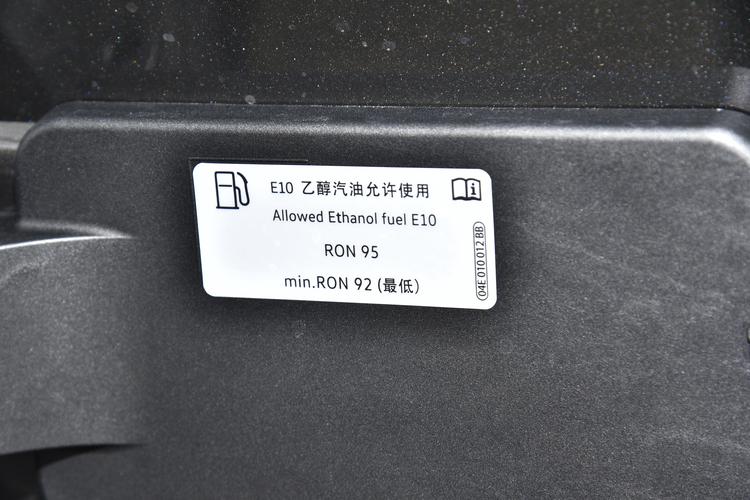 E10 乙醇汽油允许使用
Allowed Ethanol fuel E10
RON 95
min.RON 92 (最低）
04E 010 012 BB